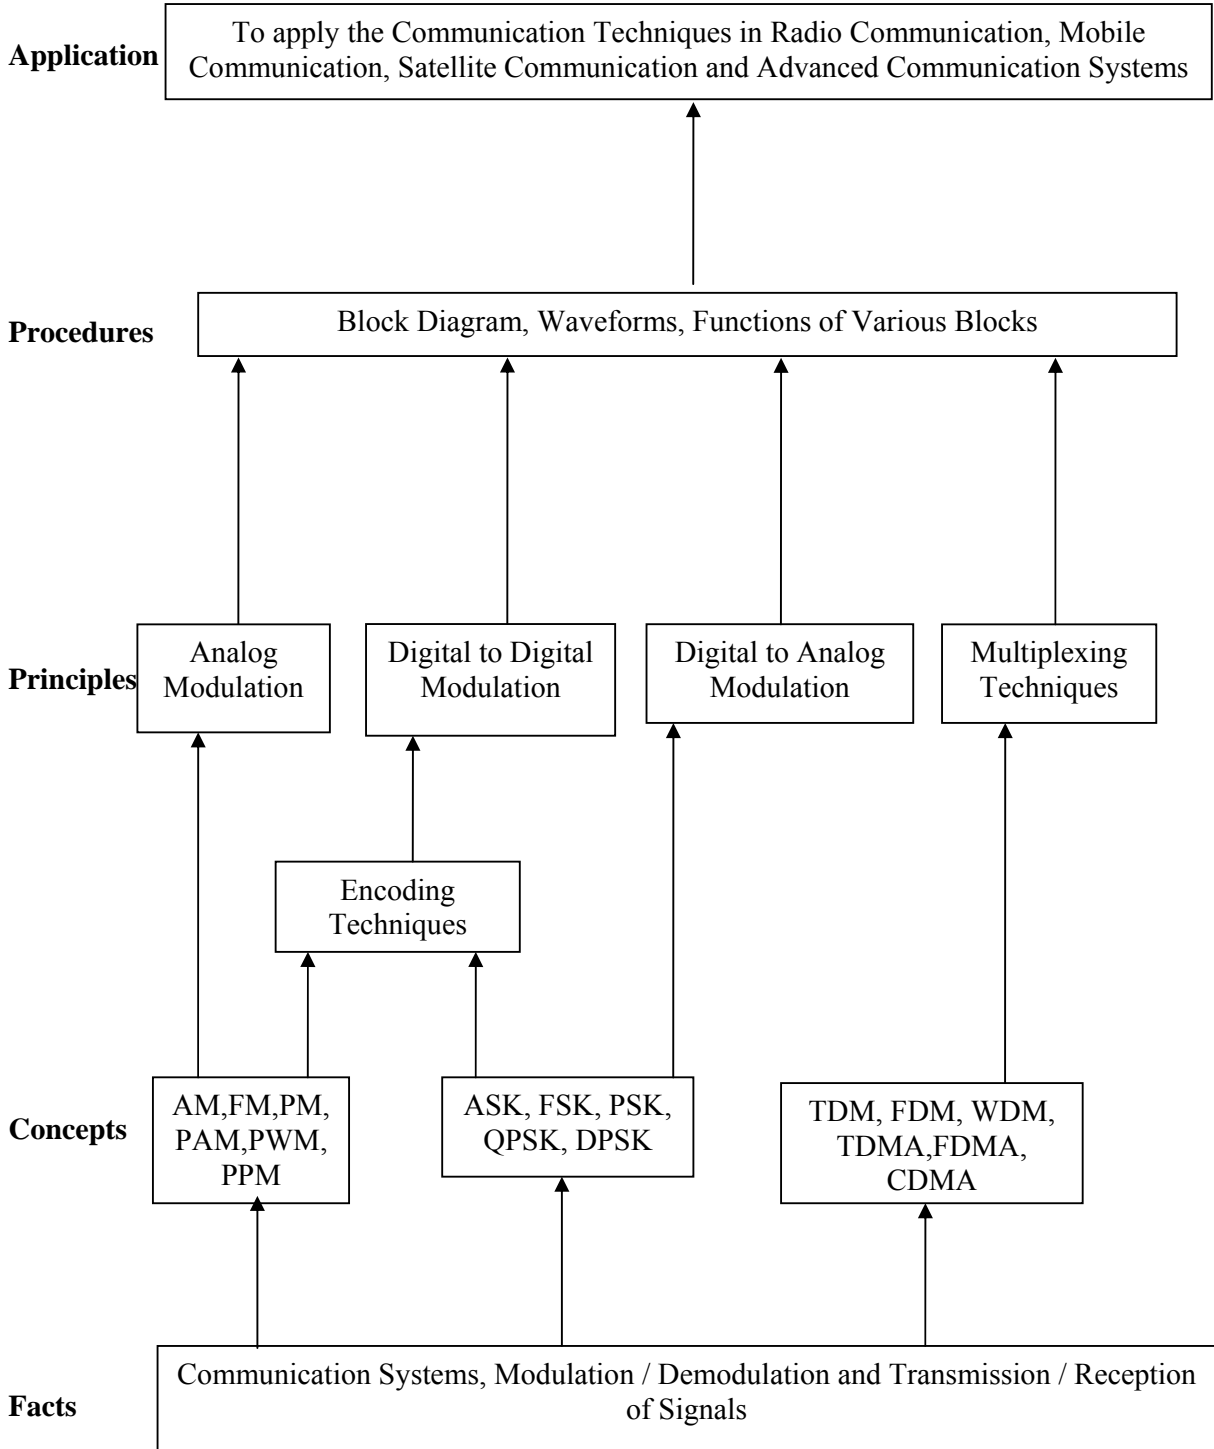 Application
To apply the Communication Techniques in Radio Communication, Mobile
Communication, Satellite Communication and Advanced Communication Systems
Procedures
Block Diagram, Waveforms, Functions of Various Blocks
Principles
Analog
Modulation
Digital to Digital
Modulation
Digital to Analog
Modulation
Multiplexing
Techniques
Encoding
Techniques
Concepts
AM,FM,PM,
PAM,PWM,
PPM
ASK, FSK, PSK,
QPSK, DPSK
TDM, FDM, WDM,
TDMA,FDMA,
CDMA
Facts
Communication Systems, Modulation / Demodulation and Transmission / Reception
of Signals